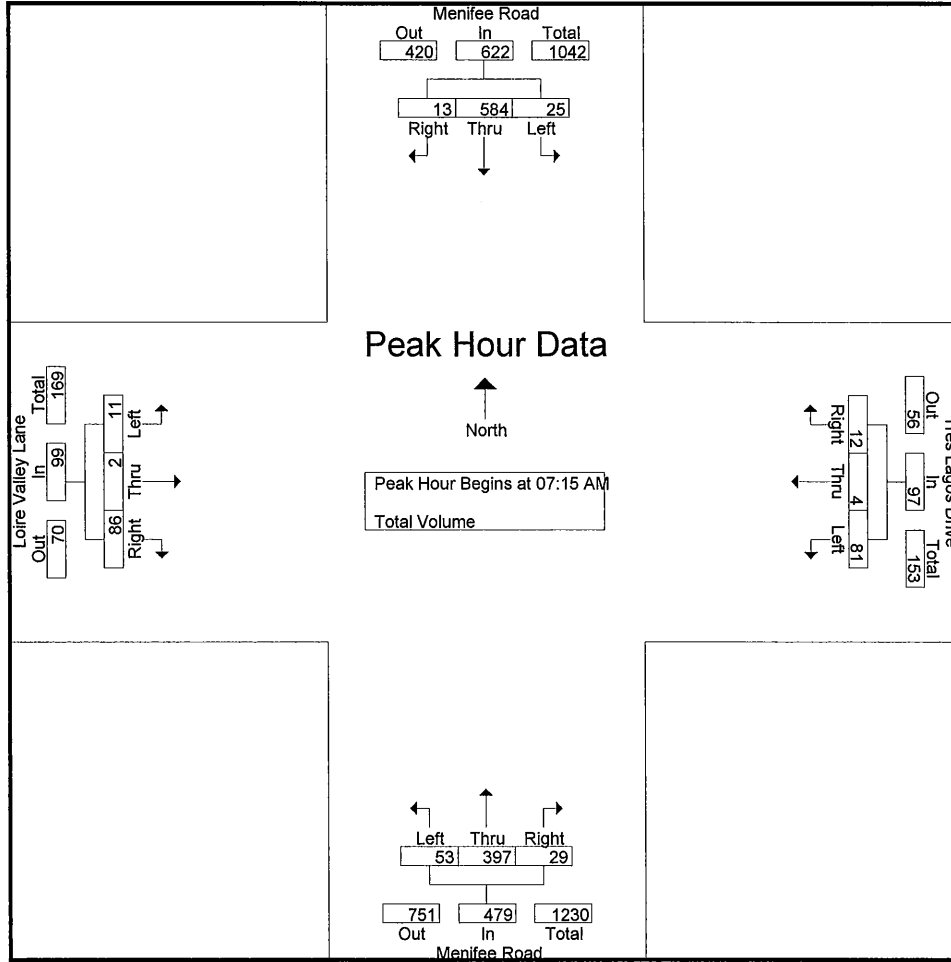 Menifee Road
Out In Total
420 622 1042
13 584 25
Right Thru Left
Peak Hour Data
North
Peak Hour Begins at 07:15 AM
Total Volume
Loire Valley Lane
Out In Total
70 99 169
11 2 86
Left Thru Right
Tres Lagos Drive
Out In Total
56 97 153
12 4 81
Right Thru Left
Left Thru Right
53 397 29
751 479 1230
Out In Total
Menifee Road